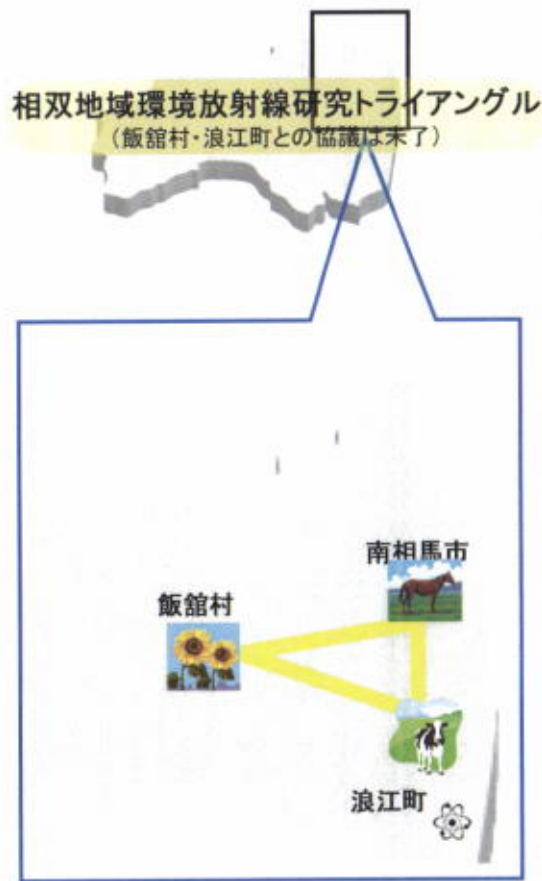 相双地域環境放射線研究トライアングル
（飯舘村・浪江町との協議は末了）
南相馬市
飯舘村
浪江町